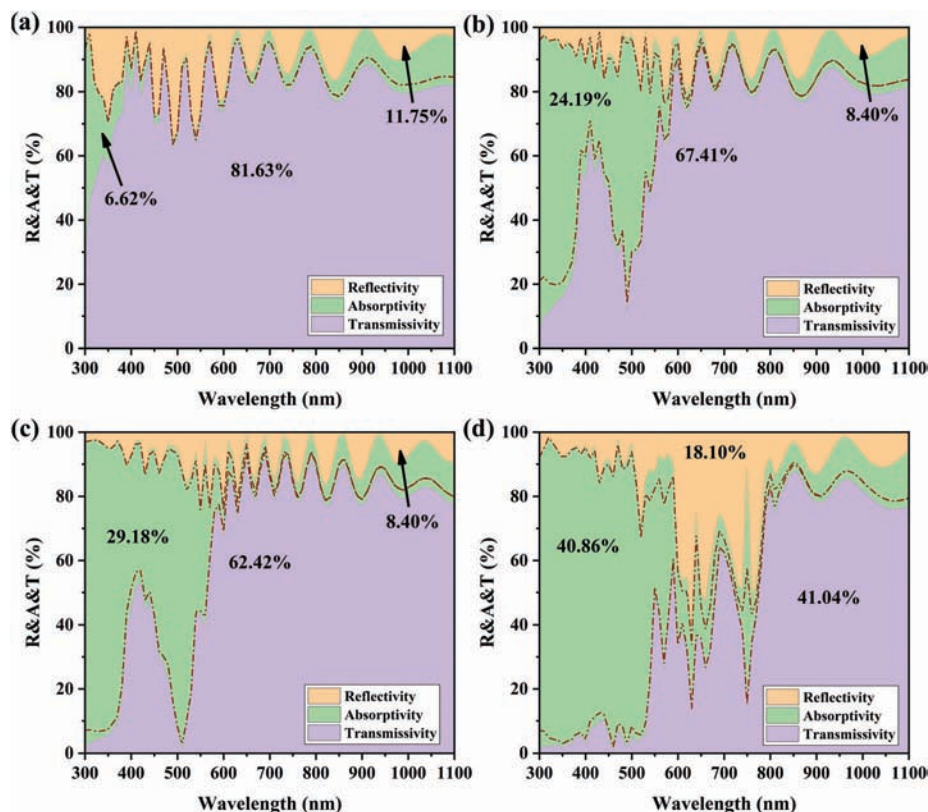 (a)
R&A&T (%)
100
80
60
40
20
0
6.62%
81.63%
11.75%
Reflectivity
Absorptivity
Transmissivity
300 400 500 600 700 800 900 1000 1100
Wavelength (nm)
(b)
R&A&T (%)
100
80
60
40
20
0
24.19%
67.41%
8.40%
Reflectivity
Absorptivity
Transmissivity
300 400 500 600 700 800 900 1000 1100
Wavelength (nm)
(c)
R&A&T (%)
100
80
60
40
20
0
29.18%
62.42%
8.40%
Reflectivity
Absorptivity
Transmissivity
300 400 500 600 700 800 900 1000 1100
Wavelength (nm)
(d)
R&A&T (%)
100
80
60
40
20
0
18.10%
40.86%
41.04%
Reflectivity
Absorptivity
Transmissivity
300 400 500 600 700 800 900 1000 1100
Wavelength (nm)